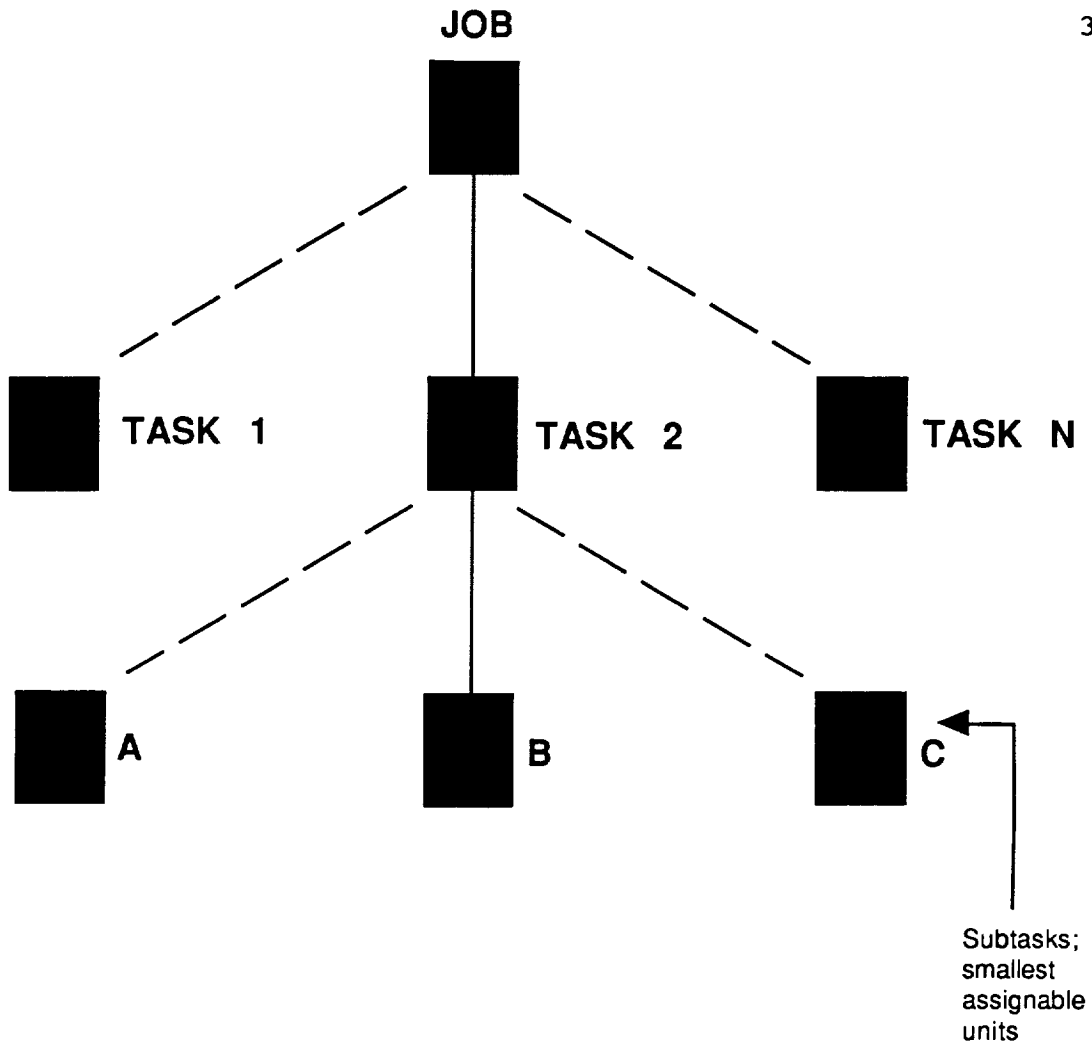 JOB
3
TASK 1
TASK 2
TASK N
A
B
C
Subtasks;
smallest
assignable
units